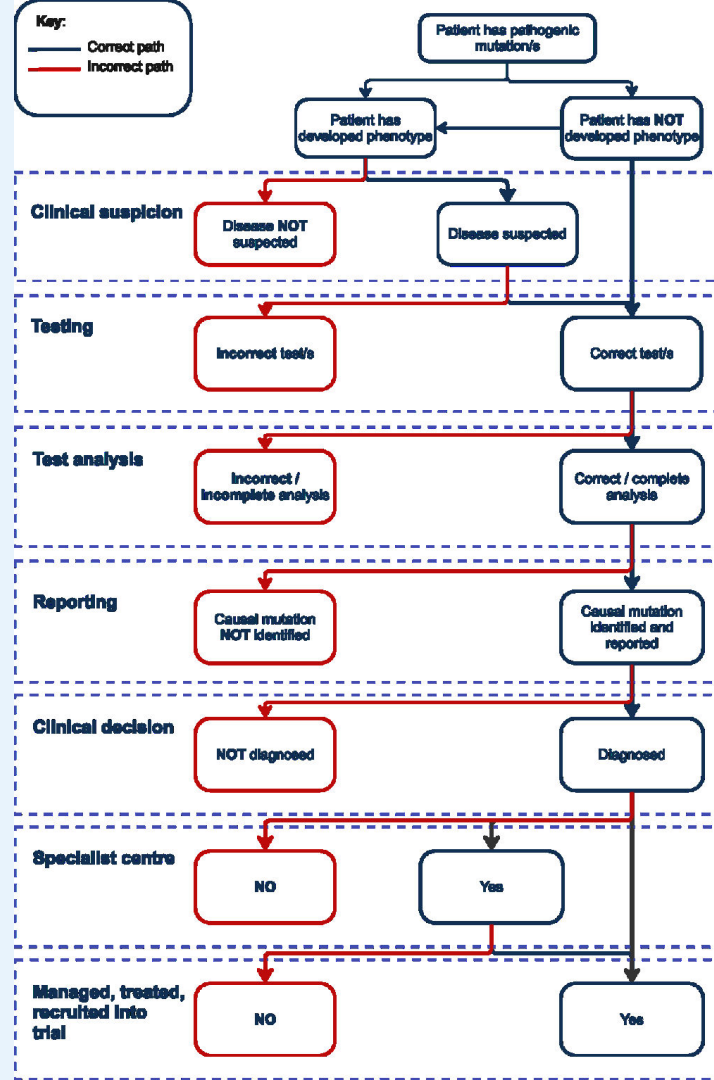 Key:
Correct path
Incorrect path
Patient has pathogenic
mutation/s
Patient has
developed phenotype
Patient has NOT
developed phenotype
Clinical suspicion
Disease NOT
suspected
Disease suspected
Testing
Incorrect test/s
Correct test/s
Test analysis
Incorrect /
incomplete analysis
Correct / complete
analysis
Reporting
Causal mutation
NOT identified
Causal mutation
identified and
reported
Clinical decision
NOT diagnosed
Diagnosed
Specialist centre
NO
Yes
Managed, treated,
recruited into
trial
NO
Yes